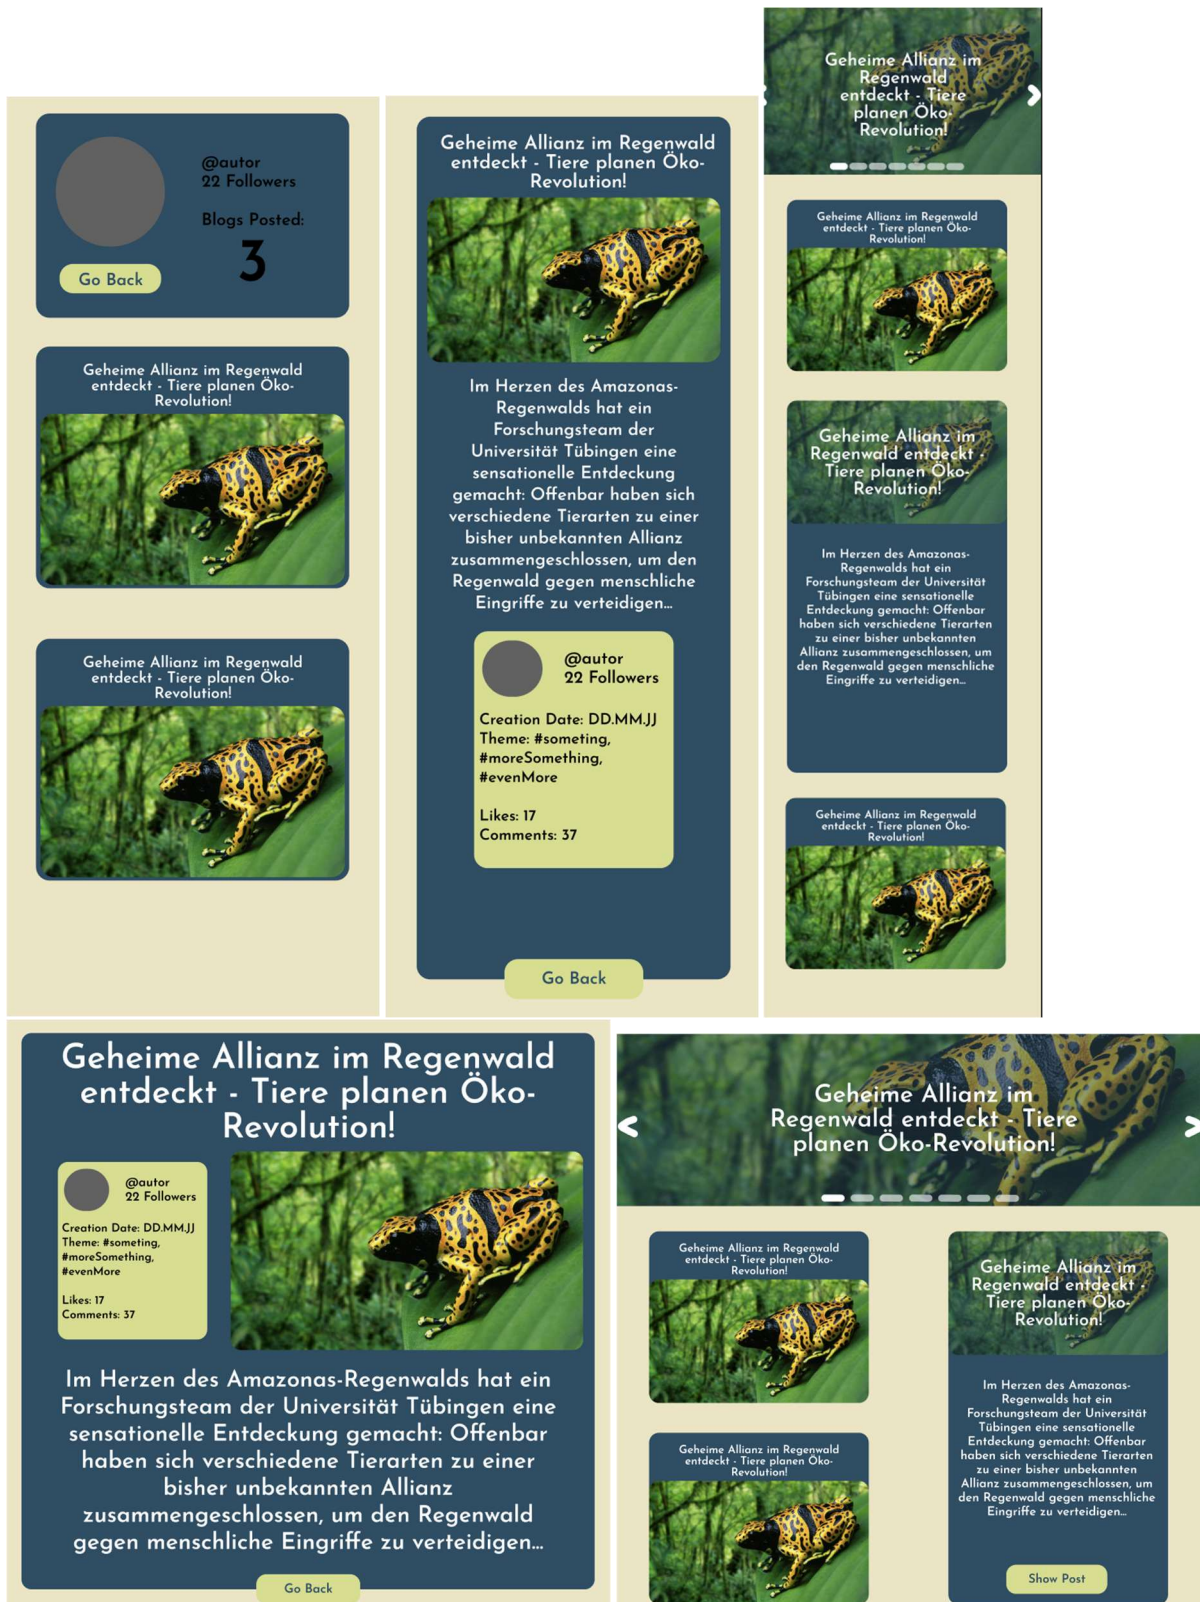 @autor
22 Followers
Blogs Posted:
3
Go Back
Geheime Allianz im Regenwald
entdeckt - Tiere planen Öko-
Revolution!
Geheime Allianz im Regenwald
entdeckt - Tiere planen Öko-
Revolution!
Geheime Allianz im Regenwald
entdeckt - Tiere planen Öko-
Revolution!
Im Herzen des Amazonas-
Regenwalds hat ein
Forschungsteam der
Universität Tübingen eine
sensationelle Entdeckung
gemacht: Offenbar haben sich
verschiedene Tierarten zu einer
bisher unbekannten Allianz
zusammengeschlossen, um den
Regenwald gegen menschliche
Eingriffe zu verteidigen...
@autor
22 Followers
Creation Date: DD.MM.JJ
Theme: #someting,
#moreSomething,
#evenMore
Likes: 17
Comments: 37
Go Back
Geheime Allianz im
Regenwald
entdeckt - Tiere
planen Öko-
Revolution!
Geheime Allianz im Regenwald
entdeckt - Tiere planen Öko-
Revolution!
Geheime Allianz im
Regenwald entdeckt -
Tiere planen Öko-
Revolution!
Im Herzen des Amazonas-
Regenwalds hat ein
Forschungsteam der Universität
Tübingen eine sensationelle
Entdeckung gemacht: Offenbar
haben sich verschiedene Tierarten
zu einer bisher unbekannten
Allianz zusammengeschlossen, um
den Regenwald gegen menschliche
Eingriffe zu verteidigen...
Geheime Allianz im Regenwald
entdeckt - Tiere planen Öko-
Revolution!
Geheime Allianz im Regenwald
entdeckt - Tiere planen Öko-
Revolution!
@autor
22 Followers
Creation Date: DD.MM.JJ
Theme: #someting,
#moreSomething,
#evenMore
Likes: 17
Comments: 37
Im Herzen des Amazonas-Regenwalds hat ein
Forschungsteam der Universität Tübingen eine
sensationelle Entdeckung gemacht: Offenbar
haben sich verschiedene Tierarten zu einer
bisher unbekannten Allianz
zusammengeschlossen, um den Regenwald
gegen menschliche Eingriffe zu verteidigen...
Go Back
Geheime Allianz im
Regenwald entdeckt - Tiere
planen Öko-Revolution!
Geheime Allianz im Regenwald
entdeckt - Tiere planen Öko-
Revolution!
Geheime Allianz im Regenwald
entdeckt - Tiere planen Öko-
Revolution!
Geheime Allianz im
Regenwald entdeckt -
Tiere planen Öko-
Revolution!
Im Herzen des Amazonas-
Regenwalds hat ein
Forschungsteam der Universität
Tübingen eine sensationelle
Entdeckung gemacht: Offenbar
haben sich verschiedene Tierarten
zu einer bisher unbekannten
Allianz zusammengeschlossen, um
den Regenwald gegen menschliche
Eingriffe zu verteidigen...
Show Post